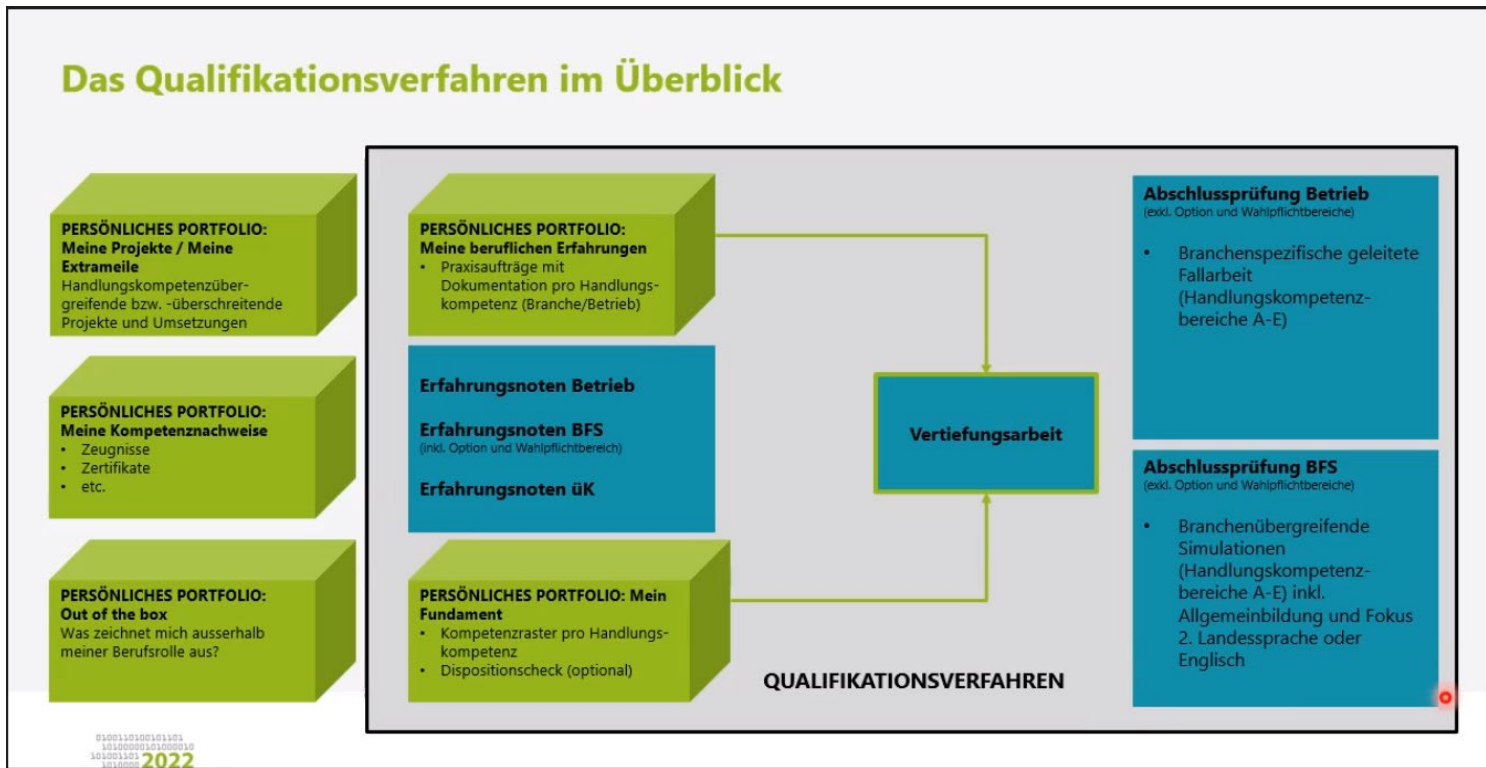 Das Qualifikationsverfahren im Überblick
PERSÖNLICHES PORTFOLIO:
Meine Projekte / Meine
Extrameile
Handlungskompetenzüber-
greifende bzw. -überschreitende
Projekte und Umsetzungen
PERSÖNLICHES PORTFOLIO:
Meine Kompetenznachweise
• Zeugnisse
• Zertifikate
• etc.
PERSÖNLICHES PORTFOLIO:
Out of the box
Was zeichnet mich ausserhalb
meiner Berufsrolle aus?
PERSÖNLICHES PORTFOLIO:
Meine beruflichen Erfahrungen
• Praxisaufträge mit
Dokumentation pro Handlungs-
kompetenz (Branche/Betrieb)
Erfahrungsnoten Betrieb
Erfahrungsnoten BFS
(inkl. Option und Wahlpflichtbereich)
Erfahrungsnoten üK
PERSÖNLICHES PORTFOLIO: Mein
Fundament
• Kompetenzraster pro Handlungs-
kompetenz
• Dispositionscheck (optional)
Vertiefungsarbeit
QUALIFIKATIONSVERFAHREN
Abschlussprüfung Betrieb
(exkl. Option und Wahlpflichtbereiche)
• Branchenspezifische geleitete
Fallarbeit
(Handlungskompetenz-
bereiche A-E)
Abschlussprüfung BFS
(exkl. Option und Wahlpflichtbereiche)
• Branchenübergreifende
Simulationen
(Handlungskompetenz-
bereiche A-E) inkl.
Allgemeinbildung und Fokus
2. Landessprache oder
Englisch
0100110100101101
1010000101000010
101001101 2022
1010000